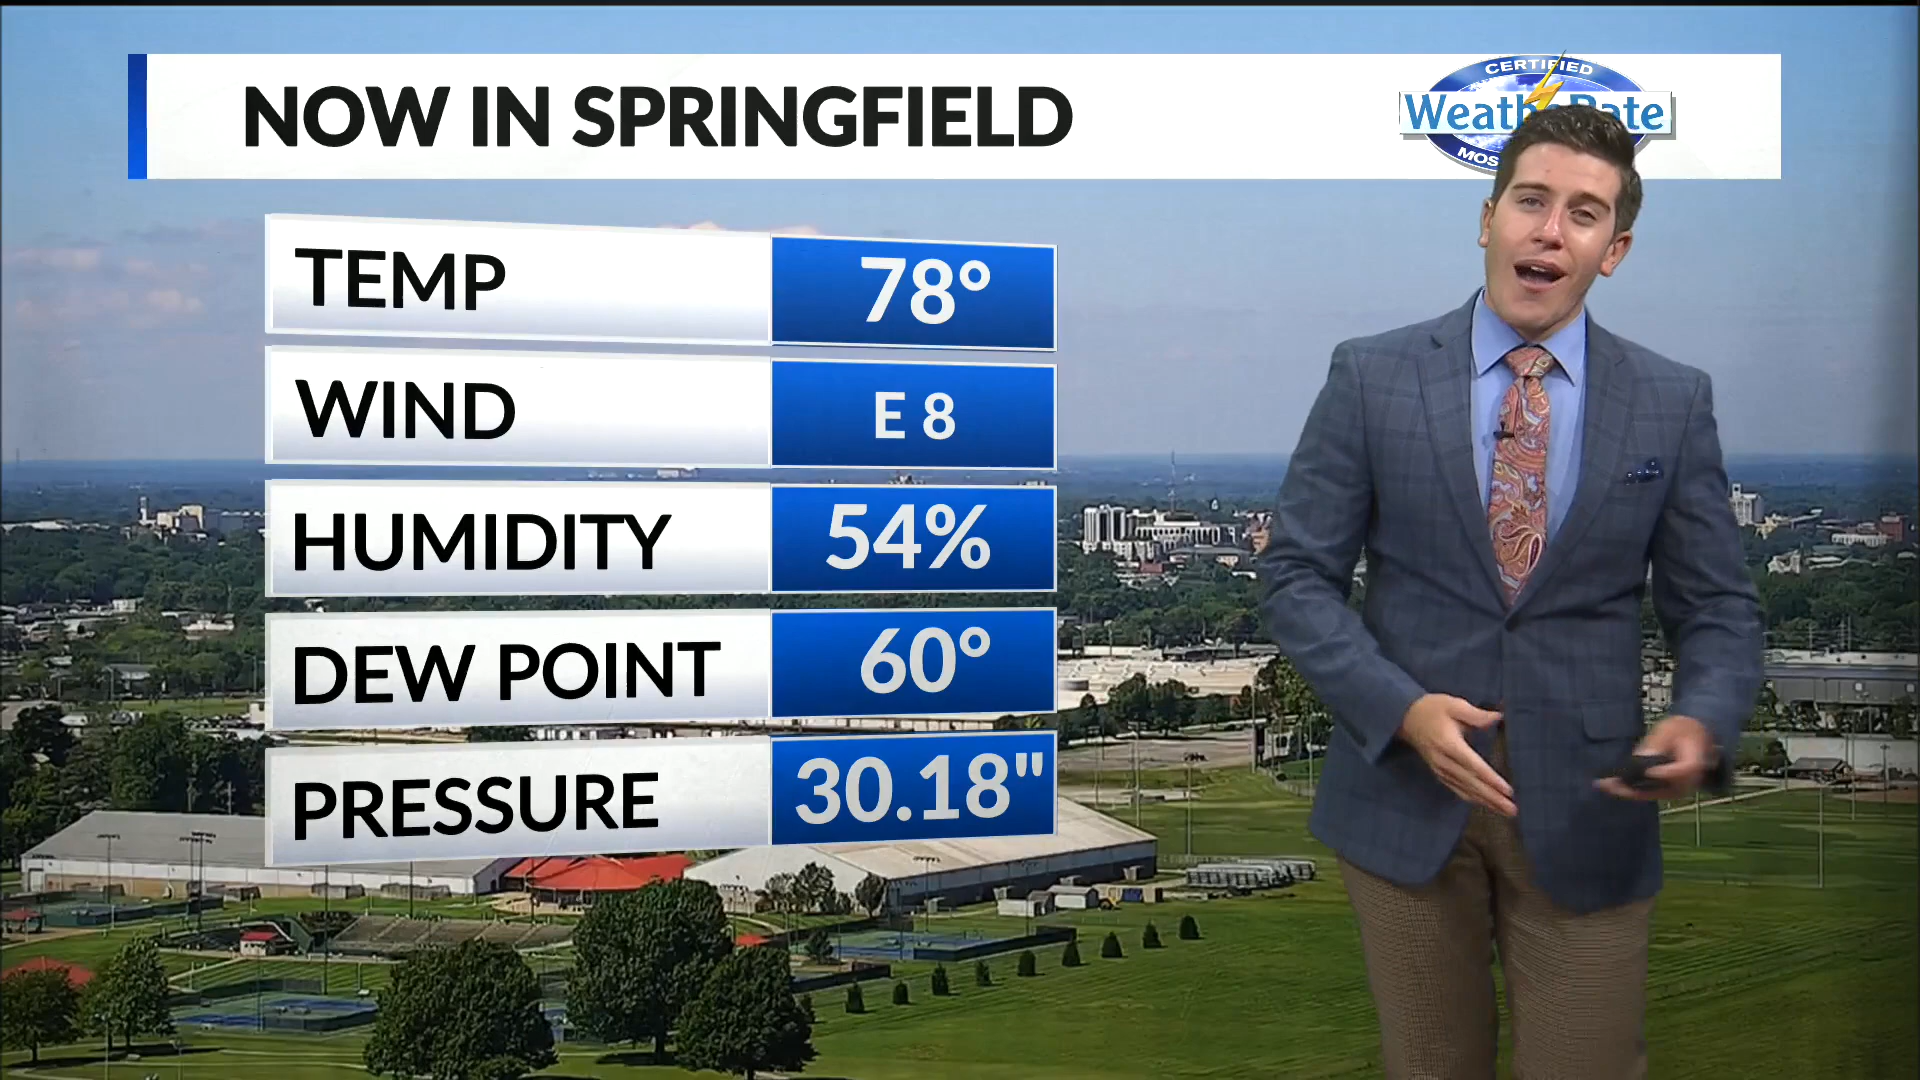 NOW IN SPRINGFIELD
CERTIFIED
TEMP 78°
WIND E 8
HUMIDITY 54%
DEW POINT 60°
PRESSURE 30.18"